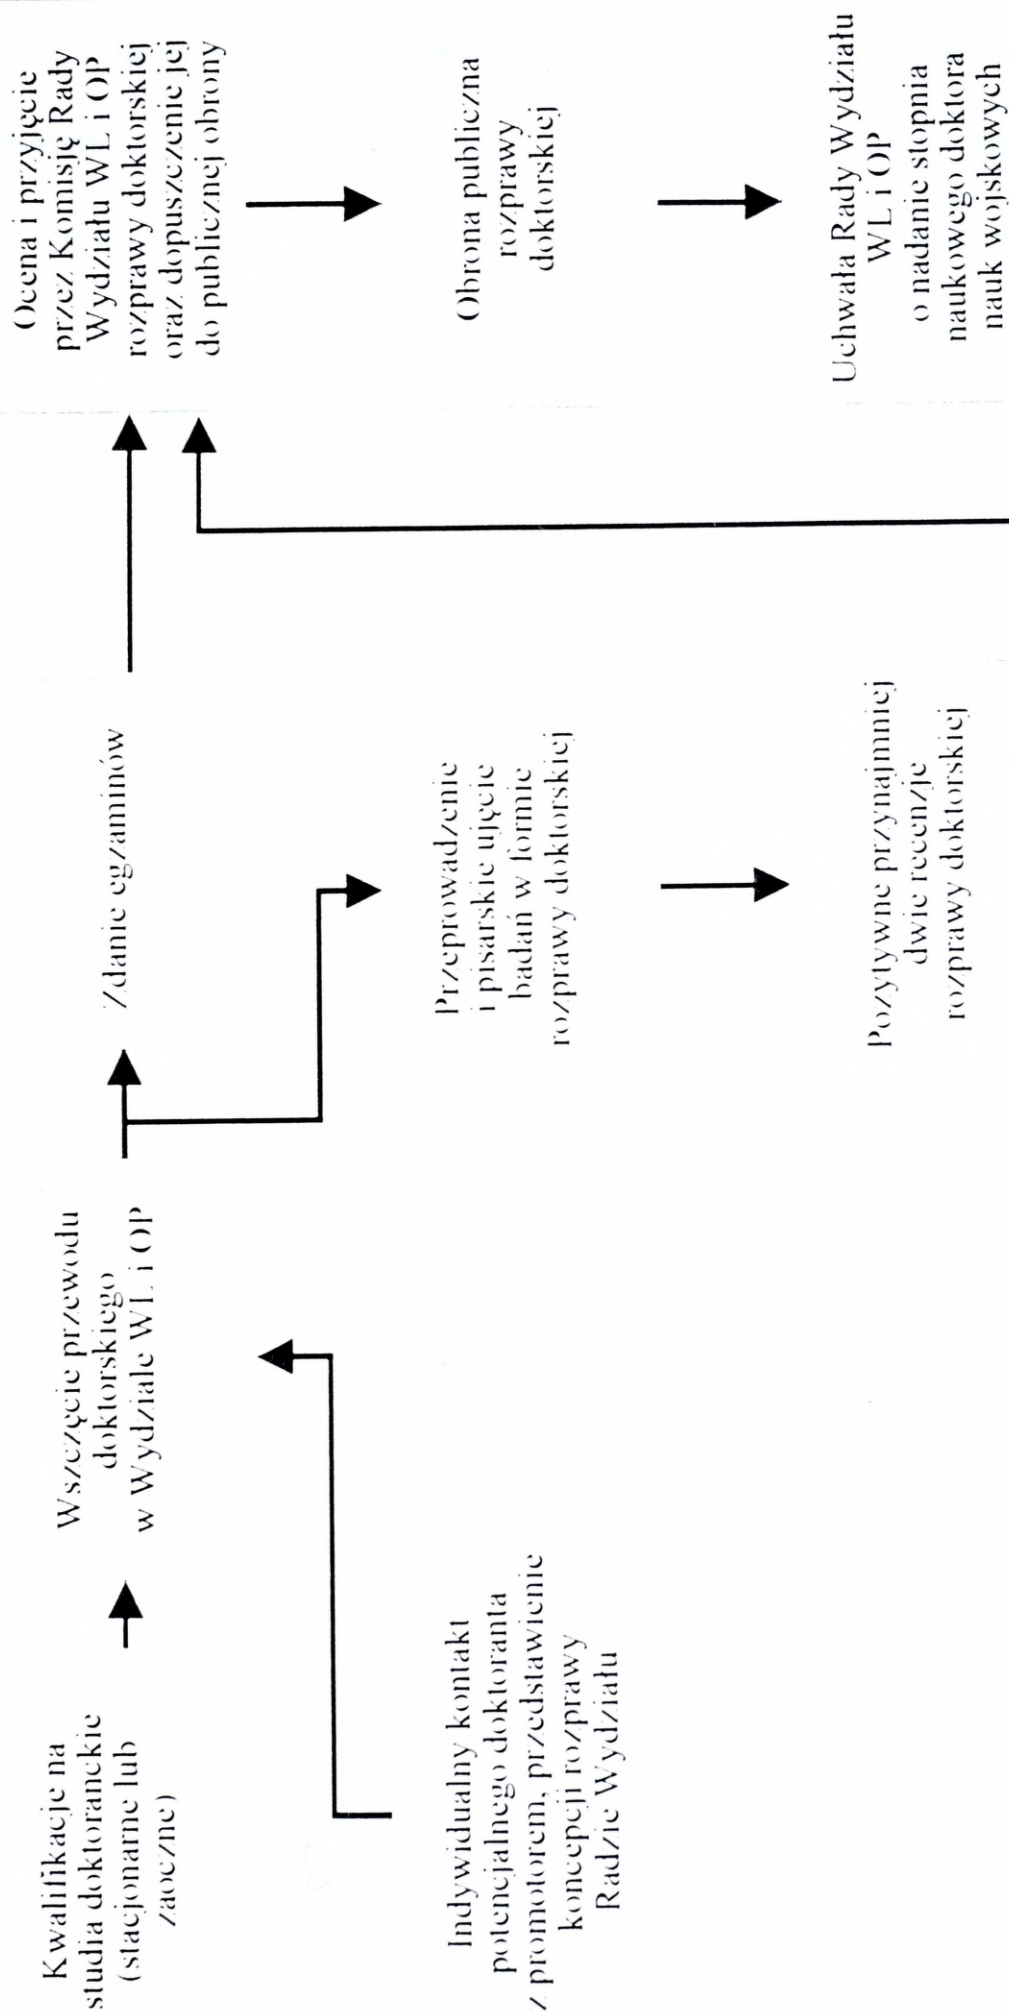 Kwalifikacje na
studia doktoranckie
(stacjonarne lub
zaoczne)
Wszczęcie przewodu
doktorskiego
w Wydziale WL i OP
Zdanie egzaminów
Ocena i przyjęcie
przez Komisję Rady
Wydziału WL i OP
rozprawy doktorskiej
oraz dopuszczenie jej
do publicznej obrony
Indywidualny kontakt
potencjalnego doktoranta
z promotorem, przedstawienie
koncepcji rozprawy
Radzie Wydziału
Przeprowadzenie
i pisarskie ujęcie
badań w formie
rozprawy doktorskiej
Obrona publiczna
rozprawy
doktorskiej
Pozytywne przynajmniej
dwie recenzje
rozprawy doktorskiej
Uchwała Rady Wydziału
WL i OP
o nadanie stopnia
naukowego doktora
nauk wojskowych